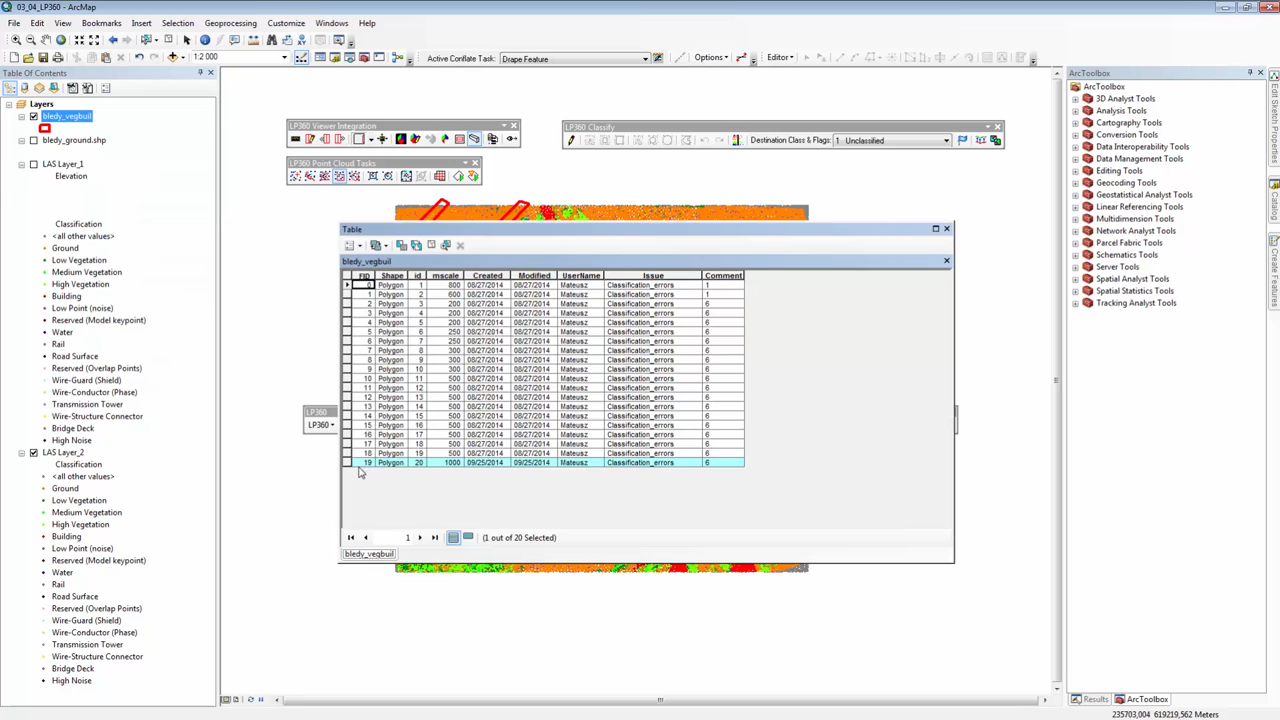 03_04_LP360 - ArcMap
File Edit View Bookmarks Insert Selection Geoprocessing Customize Windows Help
1:2 000 Active Conflate Task: Drape Feature Options Editor
Table Of Contents
Layers
bledy_vegbuil
bledy_ground.shp
LAS Layer_1
Elevation
Classification
<all other values>
Ground
Low Vegetation
Medium Vegetation
High Vegetation
Building
Low Point (noise)
Reserved (Model keypoint)
Water
Rail
Road Surface
Reserved (Overlap Points)
Wire-Guard (Shield)
Wire-Conductor (Phase)
Transmission Tower
Wire-Structure Connector
Bridge Deck
High Noise
LAS Layer_2
Classification
<all other values>
Ground
Low Vegetation
Medium Vegetation
High Vegetation
Building
Low Point (noise)
Reserved (Model keypoint)
Water
Rail
Road Surface
Reserved (Overlap Points)
Wire-Guard (Shield)
Wire-Conductor (Phase)
Transmission Tower
Wire-Structure Connector
Bridge Deck
High Noise
LP360 Viewer Integration
LP360 Point Cloud Tasks
LP360 Classify
Destination Class & Flags: 1 Unclassified
LP360
LP360
Table
bledy_vegbuil
FID Shape id mscale Created Modified UserName Issue Comment
0 Polygon 1 800 08/27/2014 08/27/2014 Mateusz Classification_errors 1
1 Polygon 2 600 08/27/2014 08/27/2014 Mateusz Classification_errors 1
2 Polygon 3 200 08/27/2014 08/27/2014 Mateusz Classification_errors 6
3 Polygon 4 200 08/27/2014 08/27/2014 Mateusz Classification_errors 6
4 Polygon 5 200 08/27/2014 08/27/2014 Mateusz Classification_errors 6
5 Polygon 6 250 08/27/2014 08/27/2014 Mateusz Classification_errors 6
6 Polygon 7 250 08/27/2014 08/27/2014 Mateusz Classification_errors 6
7 Polygon 8 300 08/27/2014 08/27/2014 Mateusz Classification_errors 6
8 Polygon 9 300 08/27/2014 08/27/2014 Mateusz Classification_errors 6
9 Polygon 10 300 08/27/2014 08/27/2014 Mateusz Classification_errors 6
10 Polygon 11 500 08/27/2014 08/27/2014 Mateusz Classification_errors 6
11 Polygon 12 500 08/27/2014 08/27/2014 Mateusz Classification_errors 6
12 Polygon 13 500 08/27/2014 08/27/2014 Mateusz Classification_errors 6
13 Polygon 14 500 08/27/2014 08/27/2014 Mateusz Classification_errors 6
14 Polygon 15 500 08/27/2014 08/27/2014 Mateusz Classification_errors 6
15 Polygon 16 500 08/27/2014 08/27/2014 Mateusz Classification_errors 6
16 Polygon 17 500 08/27/2014 08/27/2014 Mateusz Classification_errors 6
17 Polygon 18 500 08/27/2014 08/27/2014 Mateusz Classification_errors 6
18 Polygon 19 500 08/27/2014 08/27/2014 Mateusz Classification_errors 6
19 Polygon 20 1000 09/25/2014 09/25/2014 Mateusz Classification_errors 6
1 (1 out of 20 Selected)
bledy_vegbuil
ArcToolbox
ArcToolbox
3D Analyst Tools
Analysis Tools
Cartography Tools
Conversion Tools
Data Interoperability Tools
Data Management Tools
Editing Tools
Geocoding Tools
Geostatistical Analyst Tools
Linear Referencing Tools
Multidimension Tools
Network Analyst Tools
Parcel Fabric Tools
Schematics Tools
Server Tools
Spatial Analyst Tools
Spatial Statistics Tools
Tracking Analyst Tools
Edit Sketch Properties
Catalog
Create Features
Results ArcToolbox
235703,004 619219,562 Meters